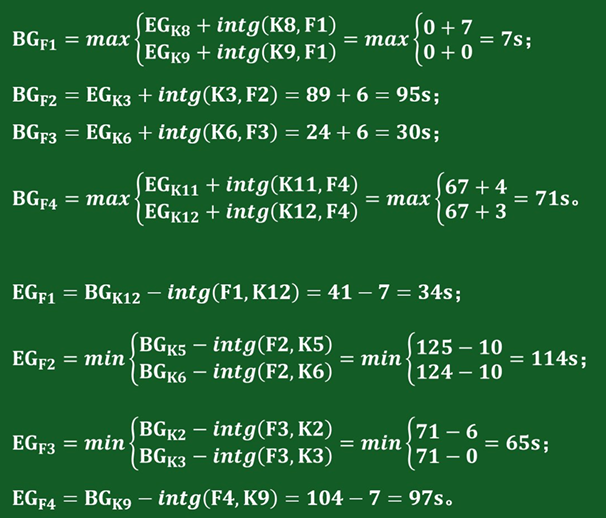 BG_F1 = max{EG_K8 + intg(K8, F1) = max{0 + 7 = 7s;
EG_K9 + intg(K9, F1) 0 + 0
BG_F2 = EG_K3 + intg(K3, F2) = 89 + 6 = 95s;
BG_F3 = EG_K6 + intg(K6, F3) = 24 + 6 = 30s;
BG_F4 = max{EG_K11 + intg(K11, F4) = max{67 + 4 = 71s。
EG_K12 + intg(K12, F4) 67 + 3
EG_F1 = BG_K12 − intg(F1, K12) = 41 − 7 = 34s;
EG_F2 = min{BG_K5 − intg(F2, K5) = min{125 − 10 = 114s;
BG_K6 − intg(F2, K6) 124 − 10
EG_F3 = min{BG_K2 − intg(F3, K2) = min{71 − 6 = 65s;
BG_K3 − intg(F3, K3) 71 − 0
EG_F4 = BG_K9 − intg(F4, K9) = 104 − 7 = 97s。